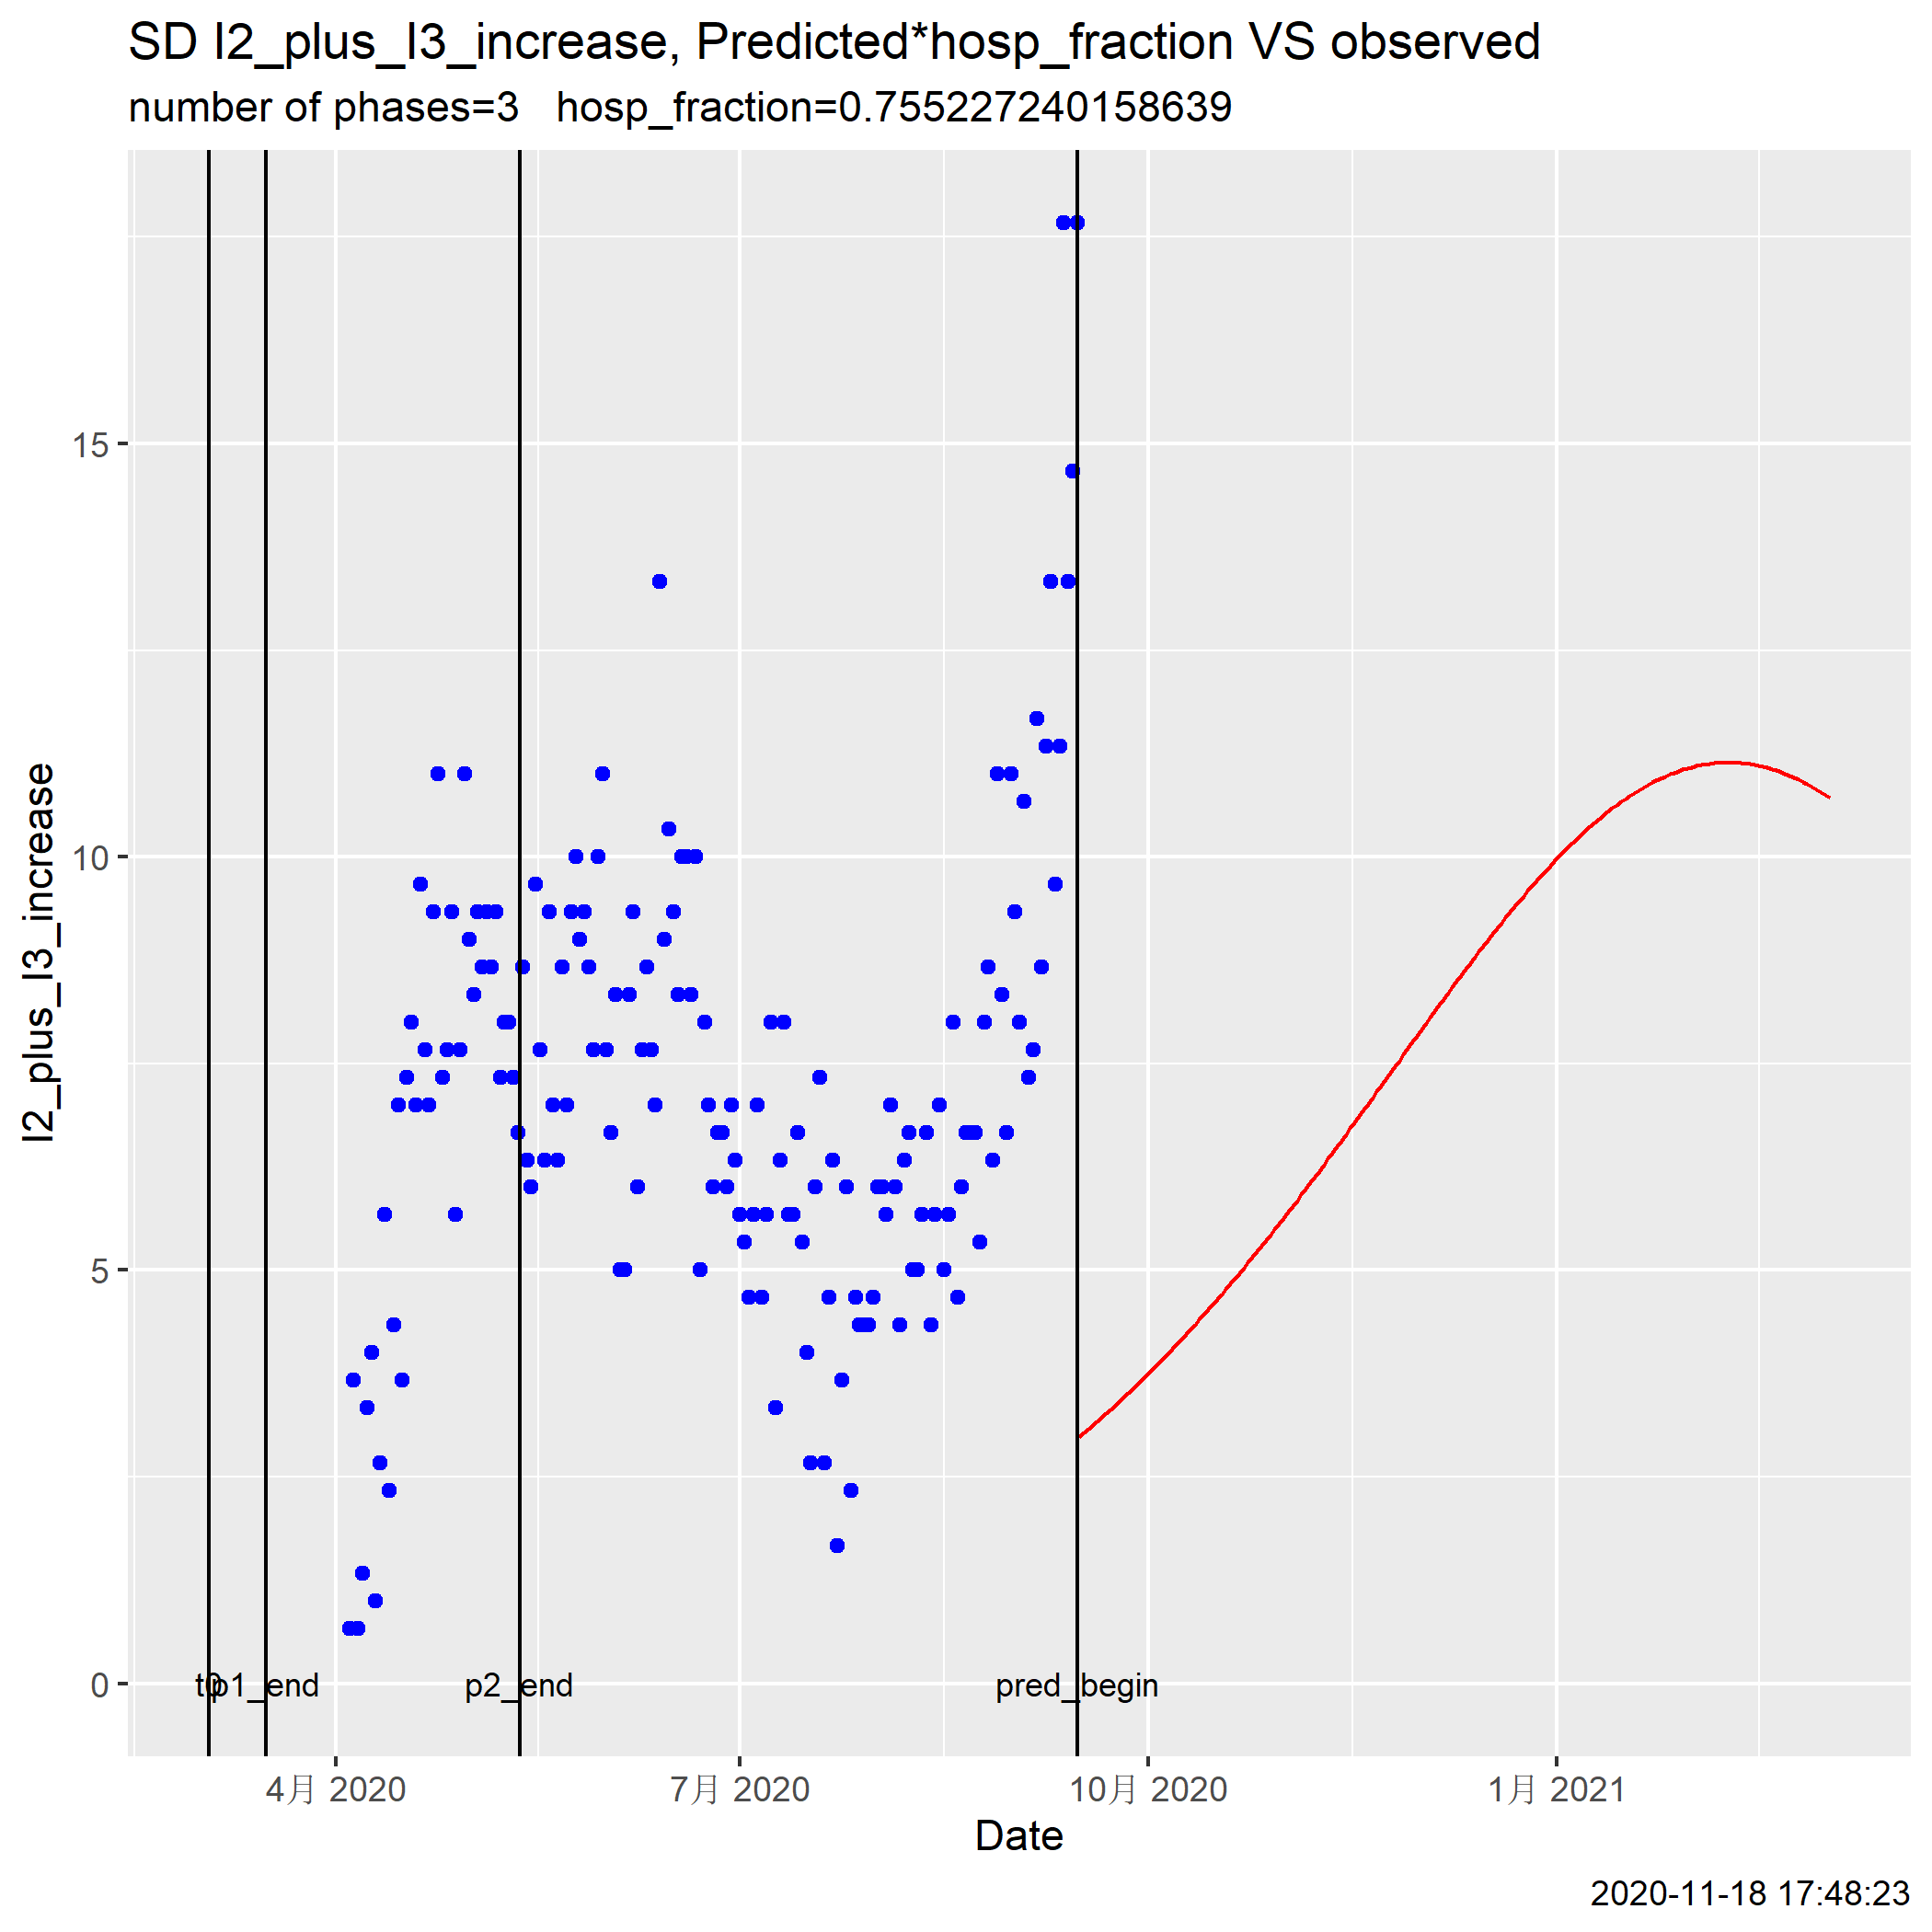 SD I2_plus_I3_increase, Predicted*hosp_fraction VS observed
number of phases=3   hosp_fraction=0.755227240158639
I2_plus_I3_increase
15
10
5
0
t0
p1_end
p2_end
pred_begin
4月 2020
7月 2020
10月 2020
1月 2021
Date
2020-11-18 17:48:23